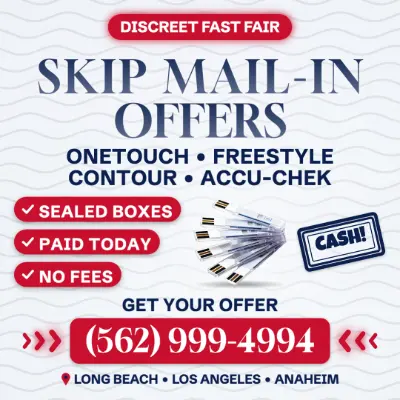 DISCREET FAST FAIR
SKIP MAIL-IN
OFFERS
ONETOUCH • FREESTYLE
CONTOUR • ACCU-CHEK
SEALED BOXES
PAID TODAY
NO FEES
CASH!
GET YOUR OFFER
(562) 999-4994
LONG BEACH • LOS ANGELES • ANAHEIM